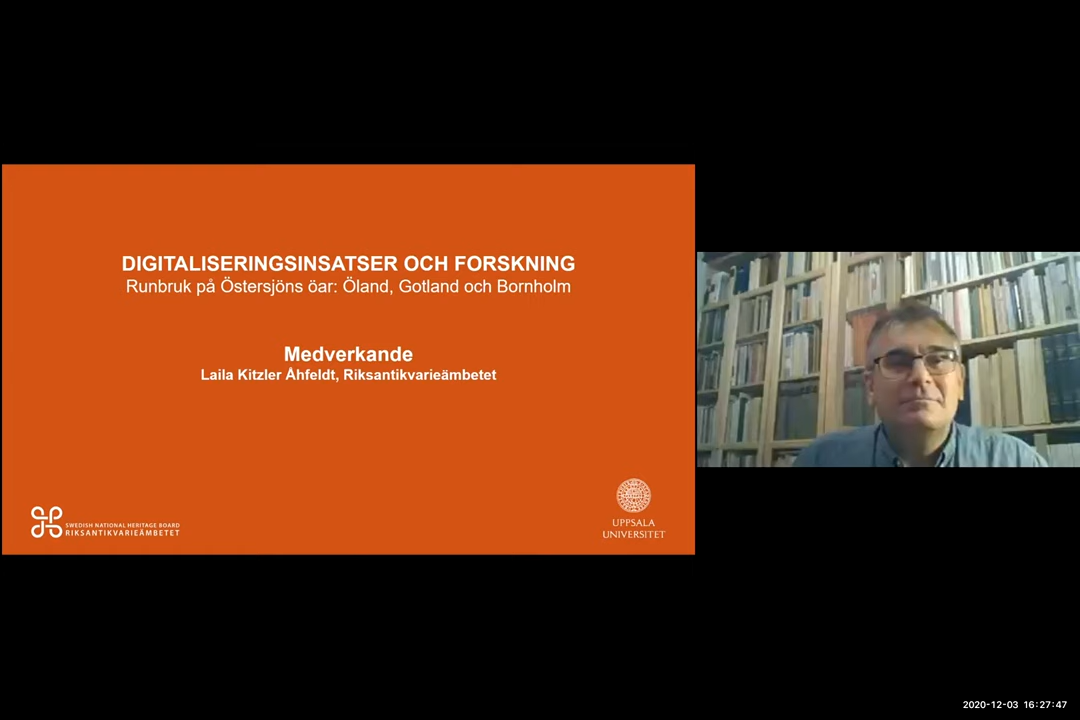 DIGITALISERINGSINSATSER OCH FORSKNING
Runbruk på Östersjöns öar: Öland, Gotland och Bornholm
Medverkande
Laila Kitzler Åhfeldt, Riksantikvarieämbetet
SWEDISH NATIONAL HERITAGE BOARD
RIKSANTIKVARIEÄMBETET
UPPSALA
UNIVERSITET
2020-12-03 16:27:47